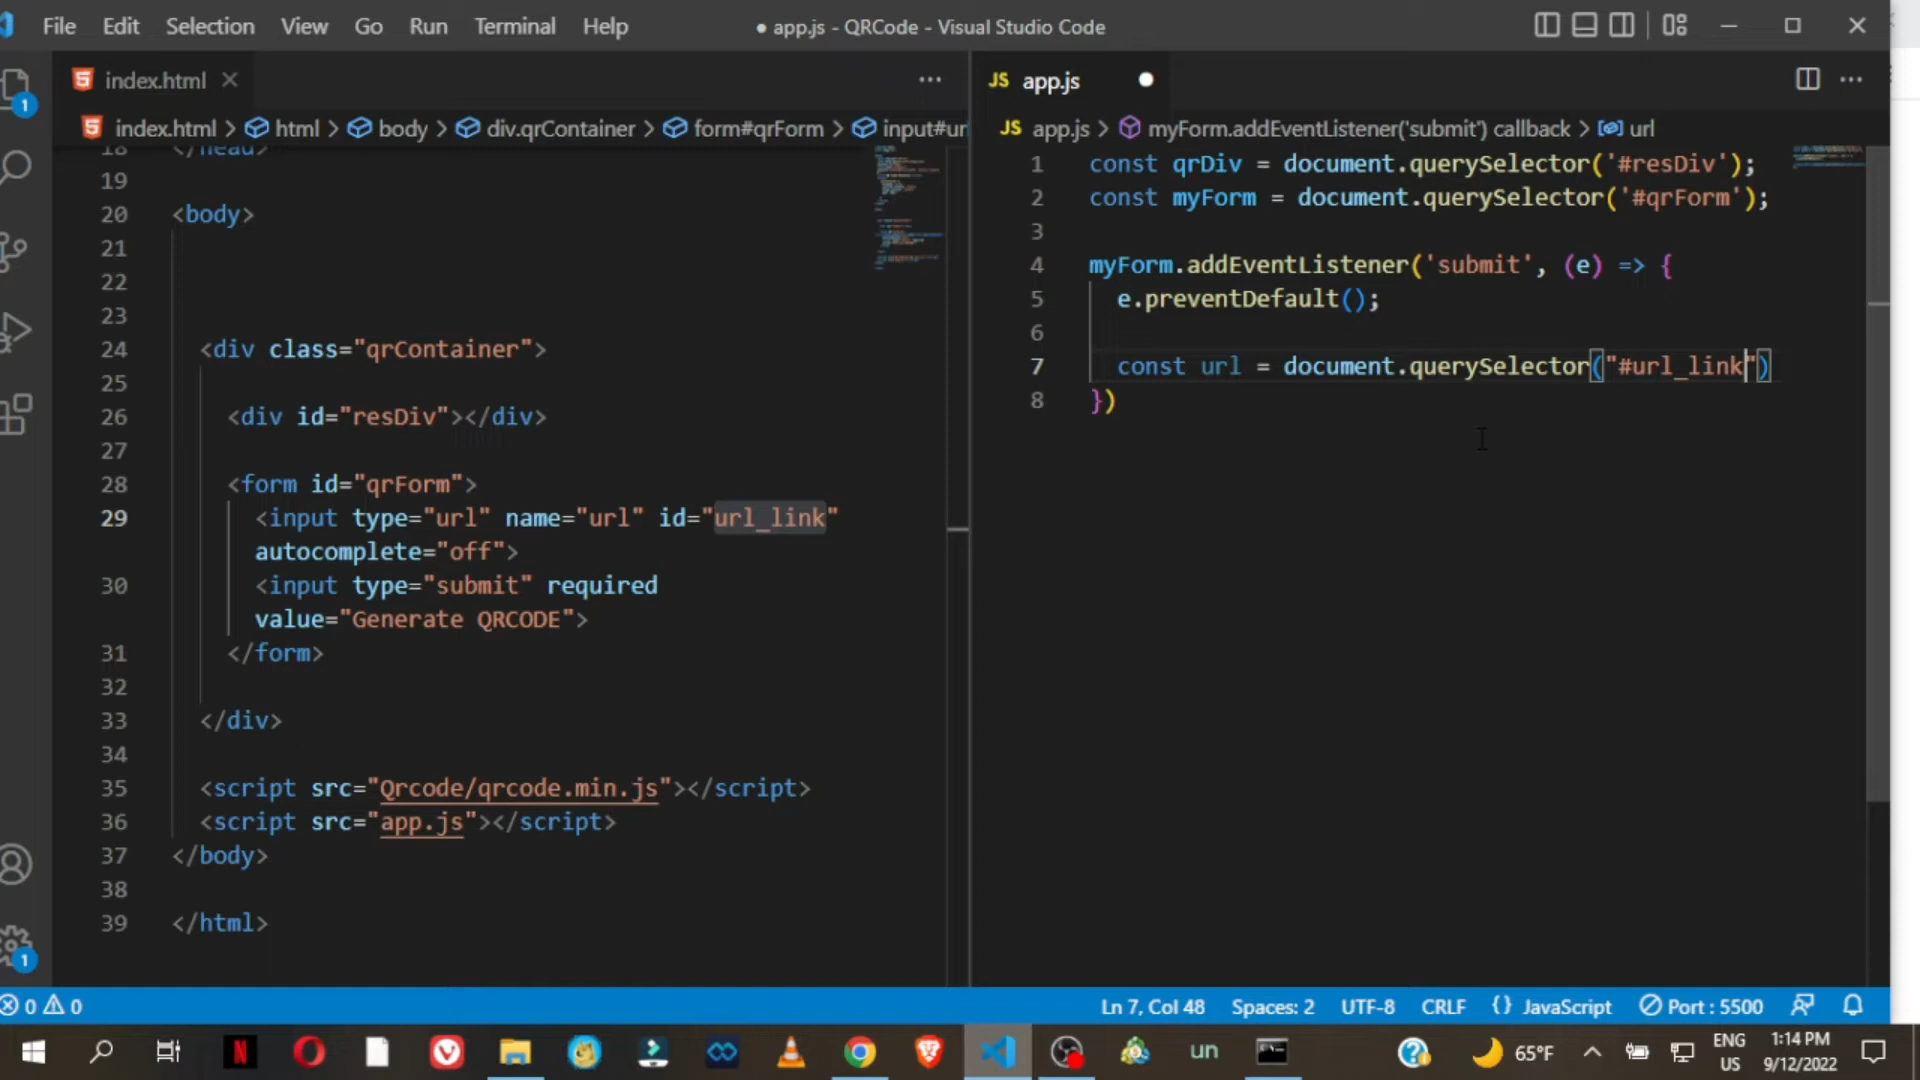 File Edit Selection View Go Run Terminal Help
● app.js - QRCode - Visual Studio Code
index.html
index.html > html > body > div.qrContainer > form#qrForm > input#ur
18 </head>
19
20 <body>
21
22
23
24 <div class="qrContainer">
25
26 <div id="resDiv"></div>
27
28 <form id="qrForm">
29 <input type="url" name="url" id="url_link"
autocomplete="off">
30 <input type="submit" required
value="Generate QRCODE">
31 </form>
32
33 </div>
34
35 <script src="Qrcode/qrcode.min.js"></script>
36 <script src="app.js"></script>
37 </body>
38
39 </html>
JS app.js
JS app.js > myForm.addEventListener('submit') callback > url
1 const qrDiv = document.querySelector('#resDiv');
2 const myForm = document.querySelector('#qrForm');
3
4 myForm.addEventListener('submit', (e) => {
5 e.preventDefault();
6
7 const url = document.querySelector("#url_link")
8 })
1
1
0 0
Ln 7, Col 48 Spaces: 2 UTF-8 CRLF {} JavaScript Port : 5500
un
65°F
ENG
US
1:14 PM
9/12/2022